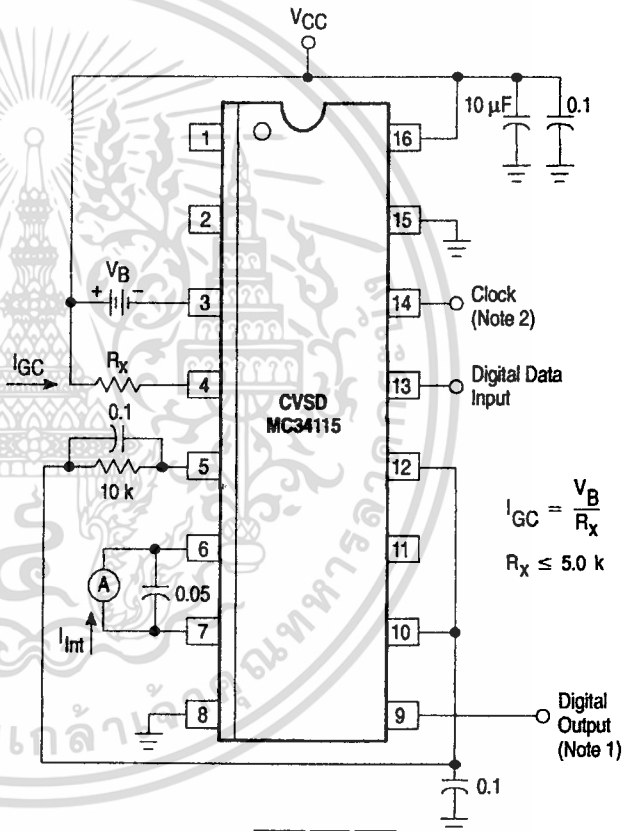 VCC
10 µF
0.1
1
16
2
15
VB
+ -
3
14
Clock
(Note 2)
IGC
Rx
4
13
Digital Data
Input
CVSD
MC34115
0.1
10 k
5
12
IGC = VB / Rx
Rx ≤ 5.0 k
6
11
A
0.05
IInt
7
10
8
9
Digital
Output
(Note 1)
0.1